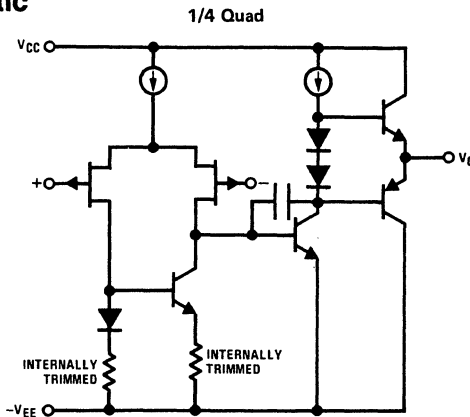 1/4 Quad
VCC
+
-
INTERNALLY
TRIMMED
INTERNALLY
TRIMMED
-VEE